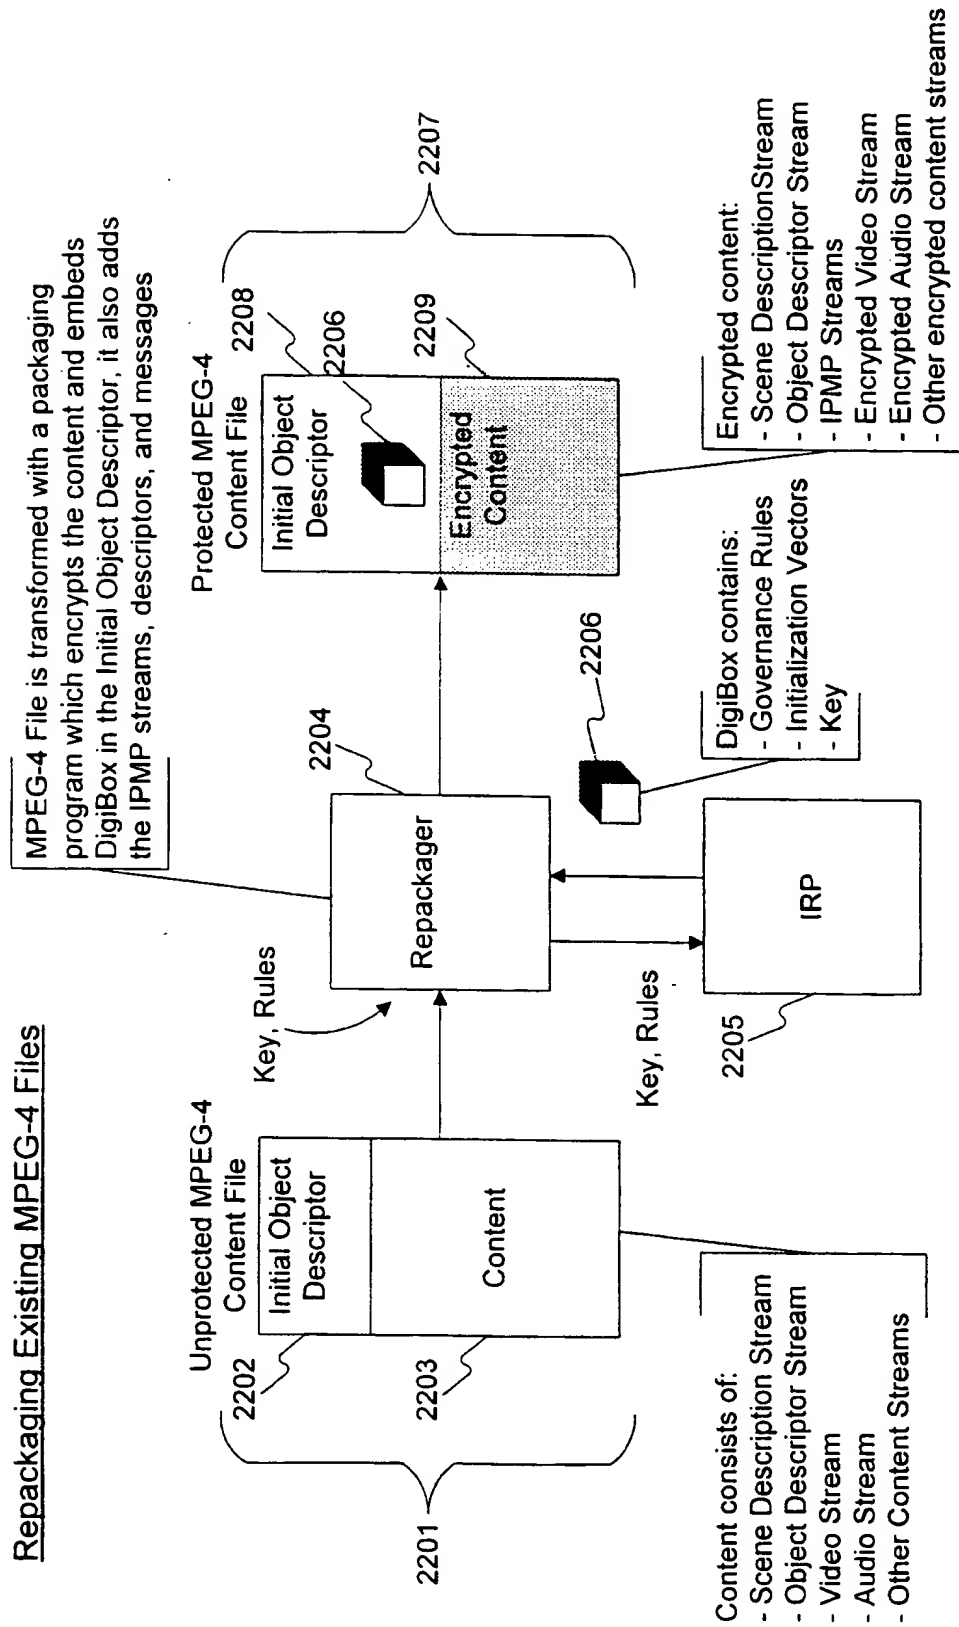 Repackaging Existing MPEG-4 Files
MPEG-4 File is transformed with a packaging
program which encrypts the content and embeds
DigiBox in the Initial Object Descriptor, it also adds
the IPMP streams, descriptors, and messages
2201
Unprotected MPEG-4
Content File
2202
Initial Object
Descriptor
2203
Content
Content consists of:
- Scene Description Stream
- Object Descriptor Stream
- Video Stream
- Audio Stream
- Other Content Streams
Key, Rules
2204
Repackager
Key, Rules
2205
IRP
2206
DigiBox contains:
- Governance Rules
- Initialization Vectors
- Key
Protected MPEG-4
Content File
2208
Initial Object
Descriptor
2206
2209
Encrypted
Content
2207
Encrypted content:
- Scene DescriptionStream
- Object Descriptor Stream
- IPMP Streams
- Encrypted Video Stream
- Encrypted Audio Stream
- Other encrypted content streams